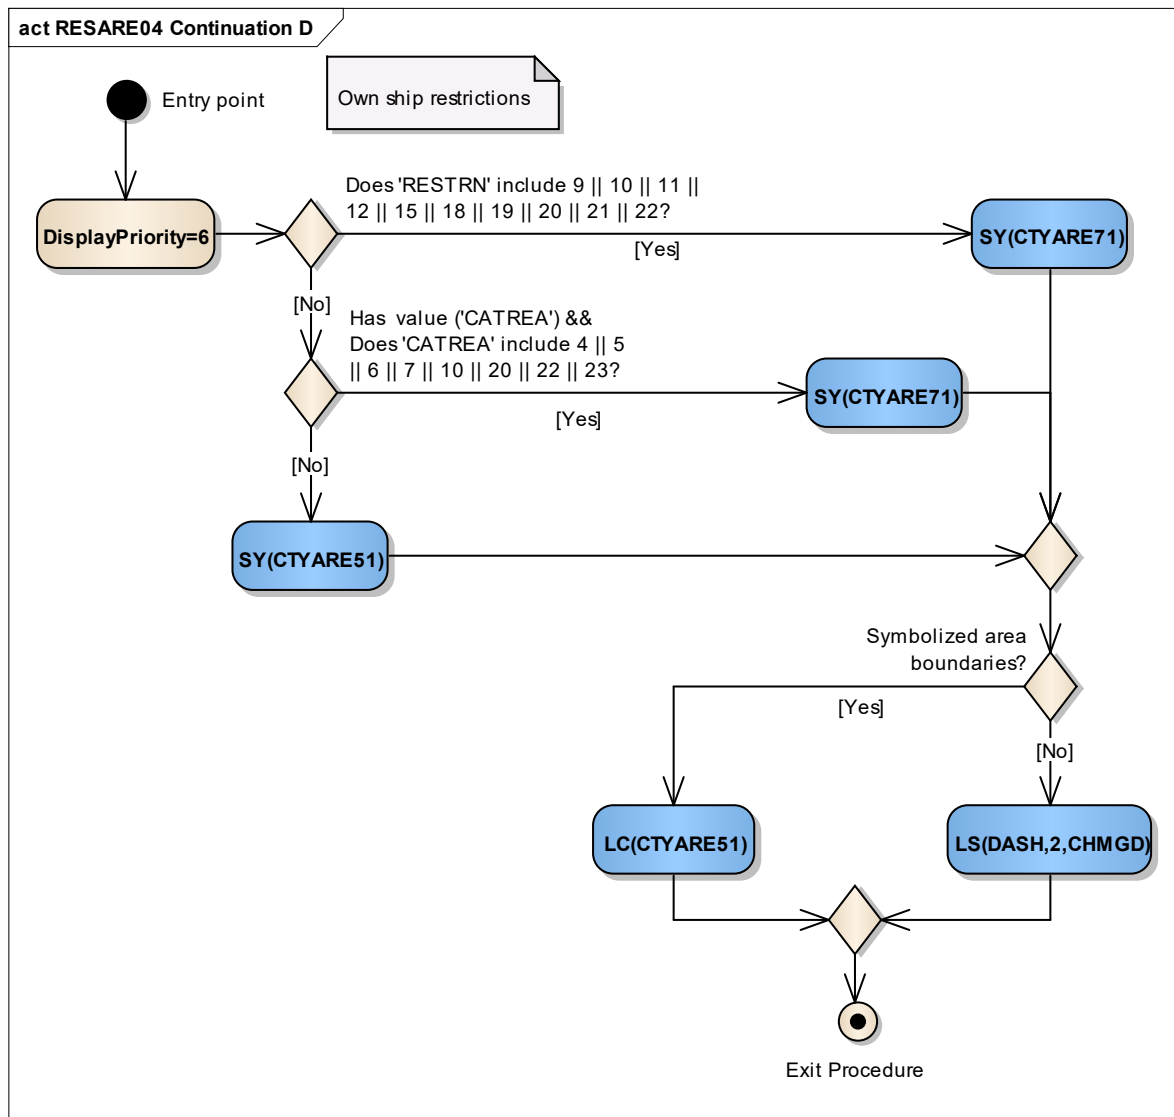 act RESARE04 Continuation D
Entry point
Own ship restrictions
Does 'RESTRN' include 9 || 10 || 11 ||
12 || 15 || 18 || 19 || 20 || 21 || 22?
DisplayPriority=6
[Yes]
SY(CTYARE71)
[No]
Has value ('CATREA') &&
Does 'CATREA' include 4 || 5
|| 6 || 7 || 10 || 20 || 22 || 23?
[Yes]
SY(CTYARE71)
[No]
SY(CTYARE51)
Symbolized area
boundaries?
[Yes]
[No]
LC(CTYARE51)
LS(DASH,2,CHMGD)
Exit Procedure